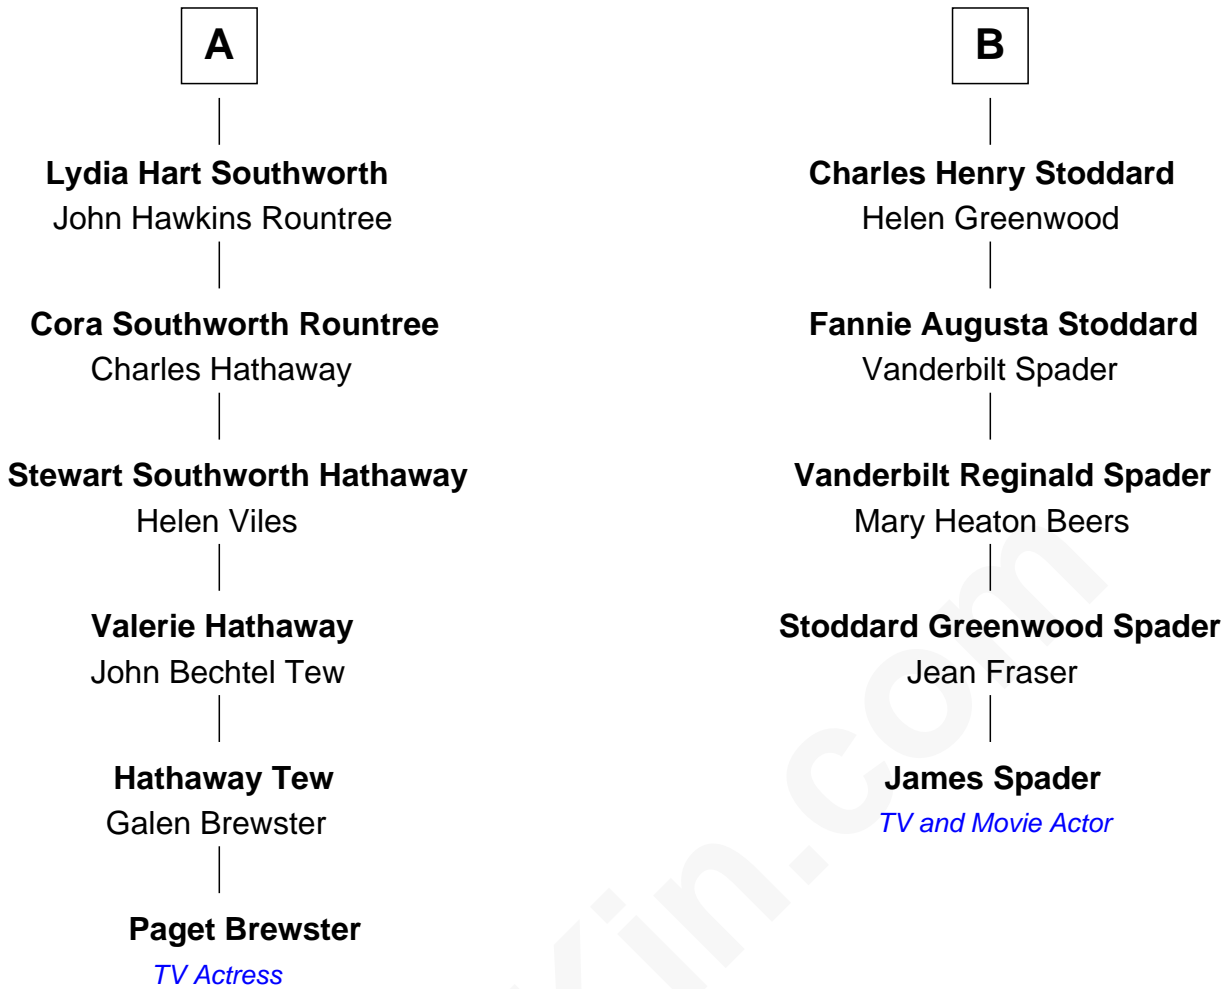 A
Lydia Hart Southworth
John Hawkins Rountree
Cora Southworth Rountree
Charles Hathaway
Stewart Southworth Hathaway
Helen Viles
Valerie Hathaway
John Bechtel Tew
Hathaway Tew
Galen Brewster
Paget Brewster
TV Actress
B
Charles Henry Stoddard
Helen Greenwood
Fannie Augusta Stoddard
Vanderbilt Spader
Vanderbilt Reginald Spader
Mary Heaton Beers
Stoddard Greenwood Spader
Jean Fraser
James Spader
TV and Movie Actor
Kin.com